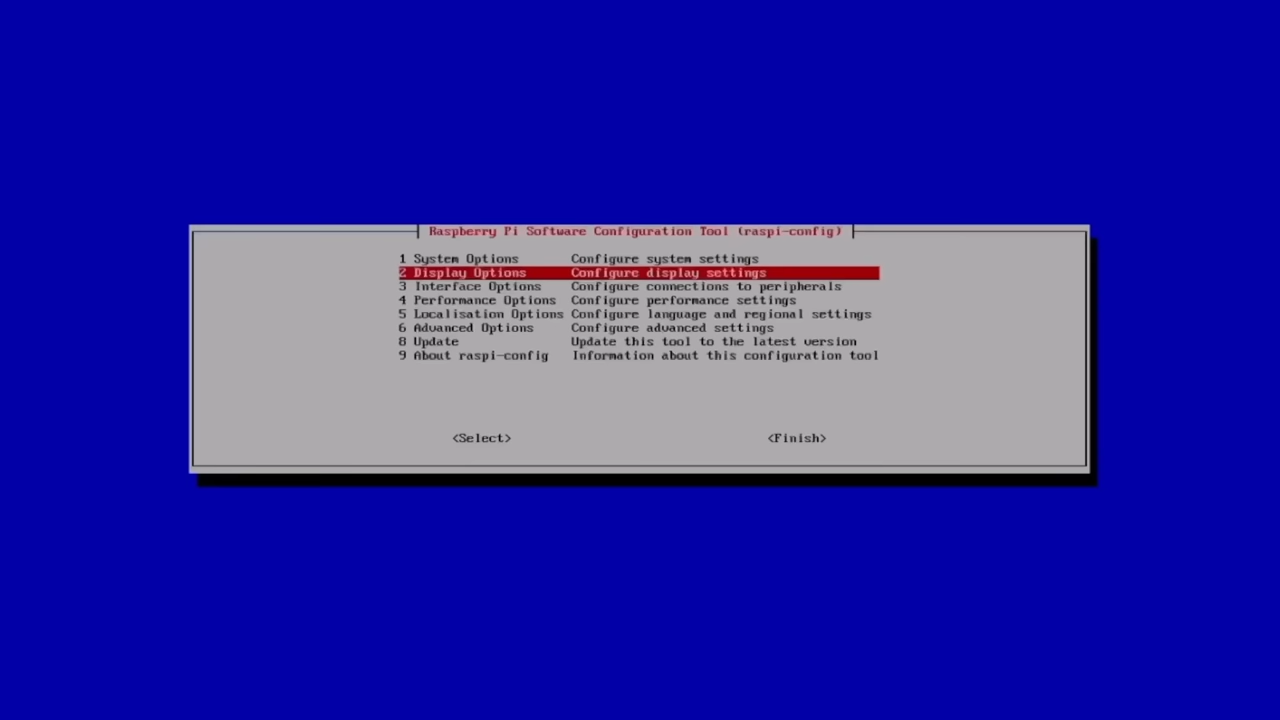 Raspberry Pi Software Configuration Tool (raspi-config)
1 System Options Configure system settings
2 Display Options Configure display settings
3 Interface Options Configure connections to peripherals
4 Performance Options Configure performance settings
5 Localisation Options Configure language and regional settings
6 Advanced Options Configure advanced settings
8 Update Update this tool to the latest version
9 About raspi-config Information about this configuration tool
<Select> <Finish>